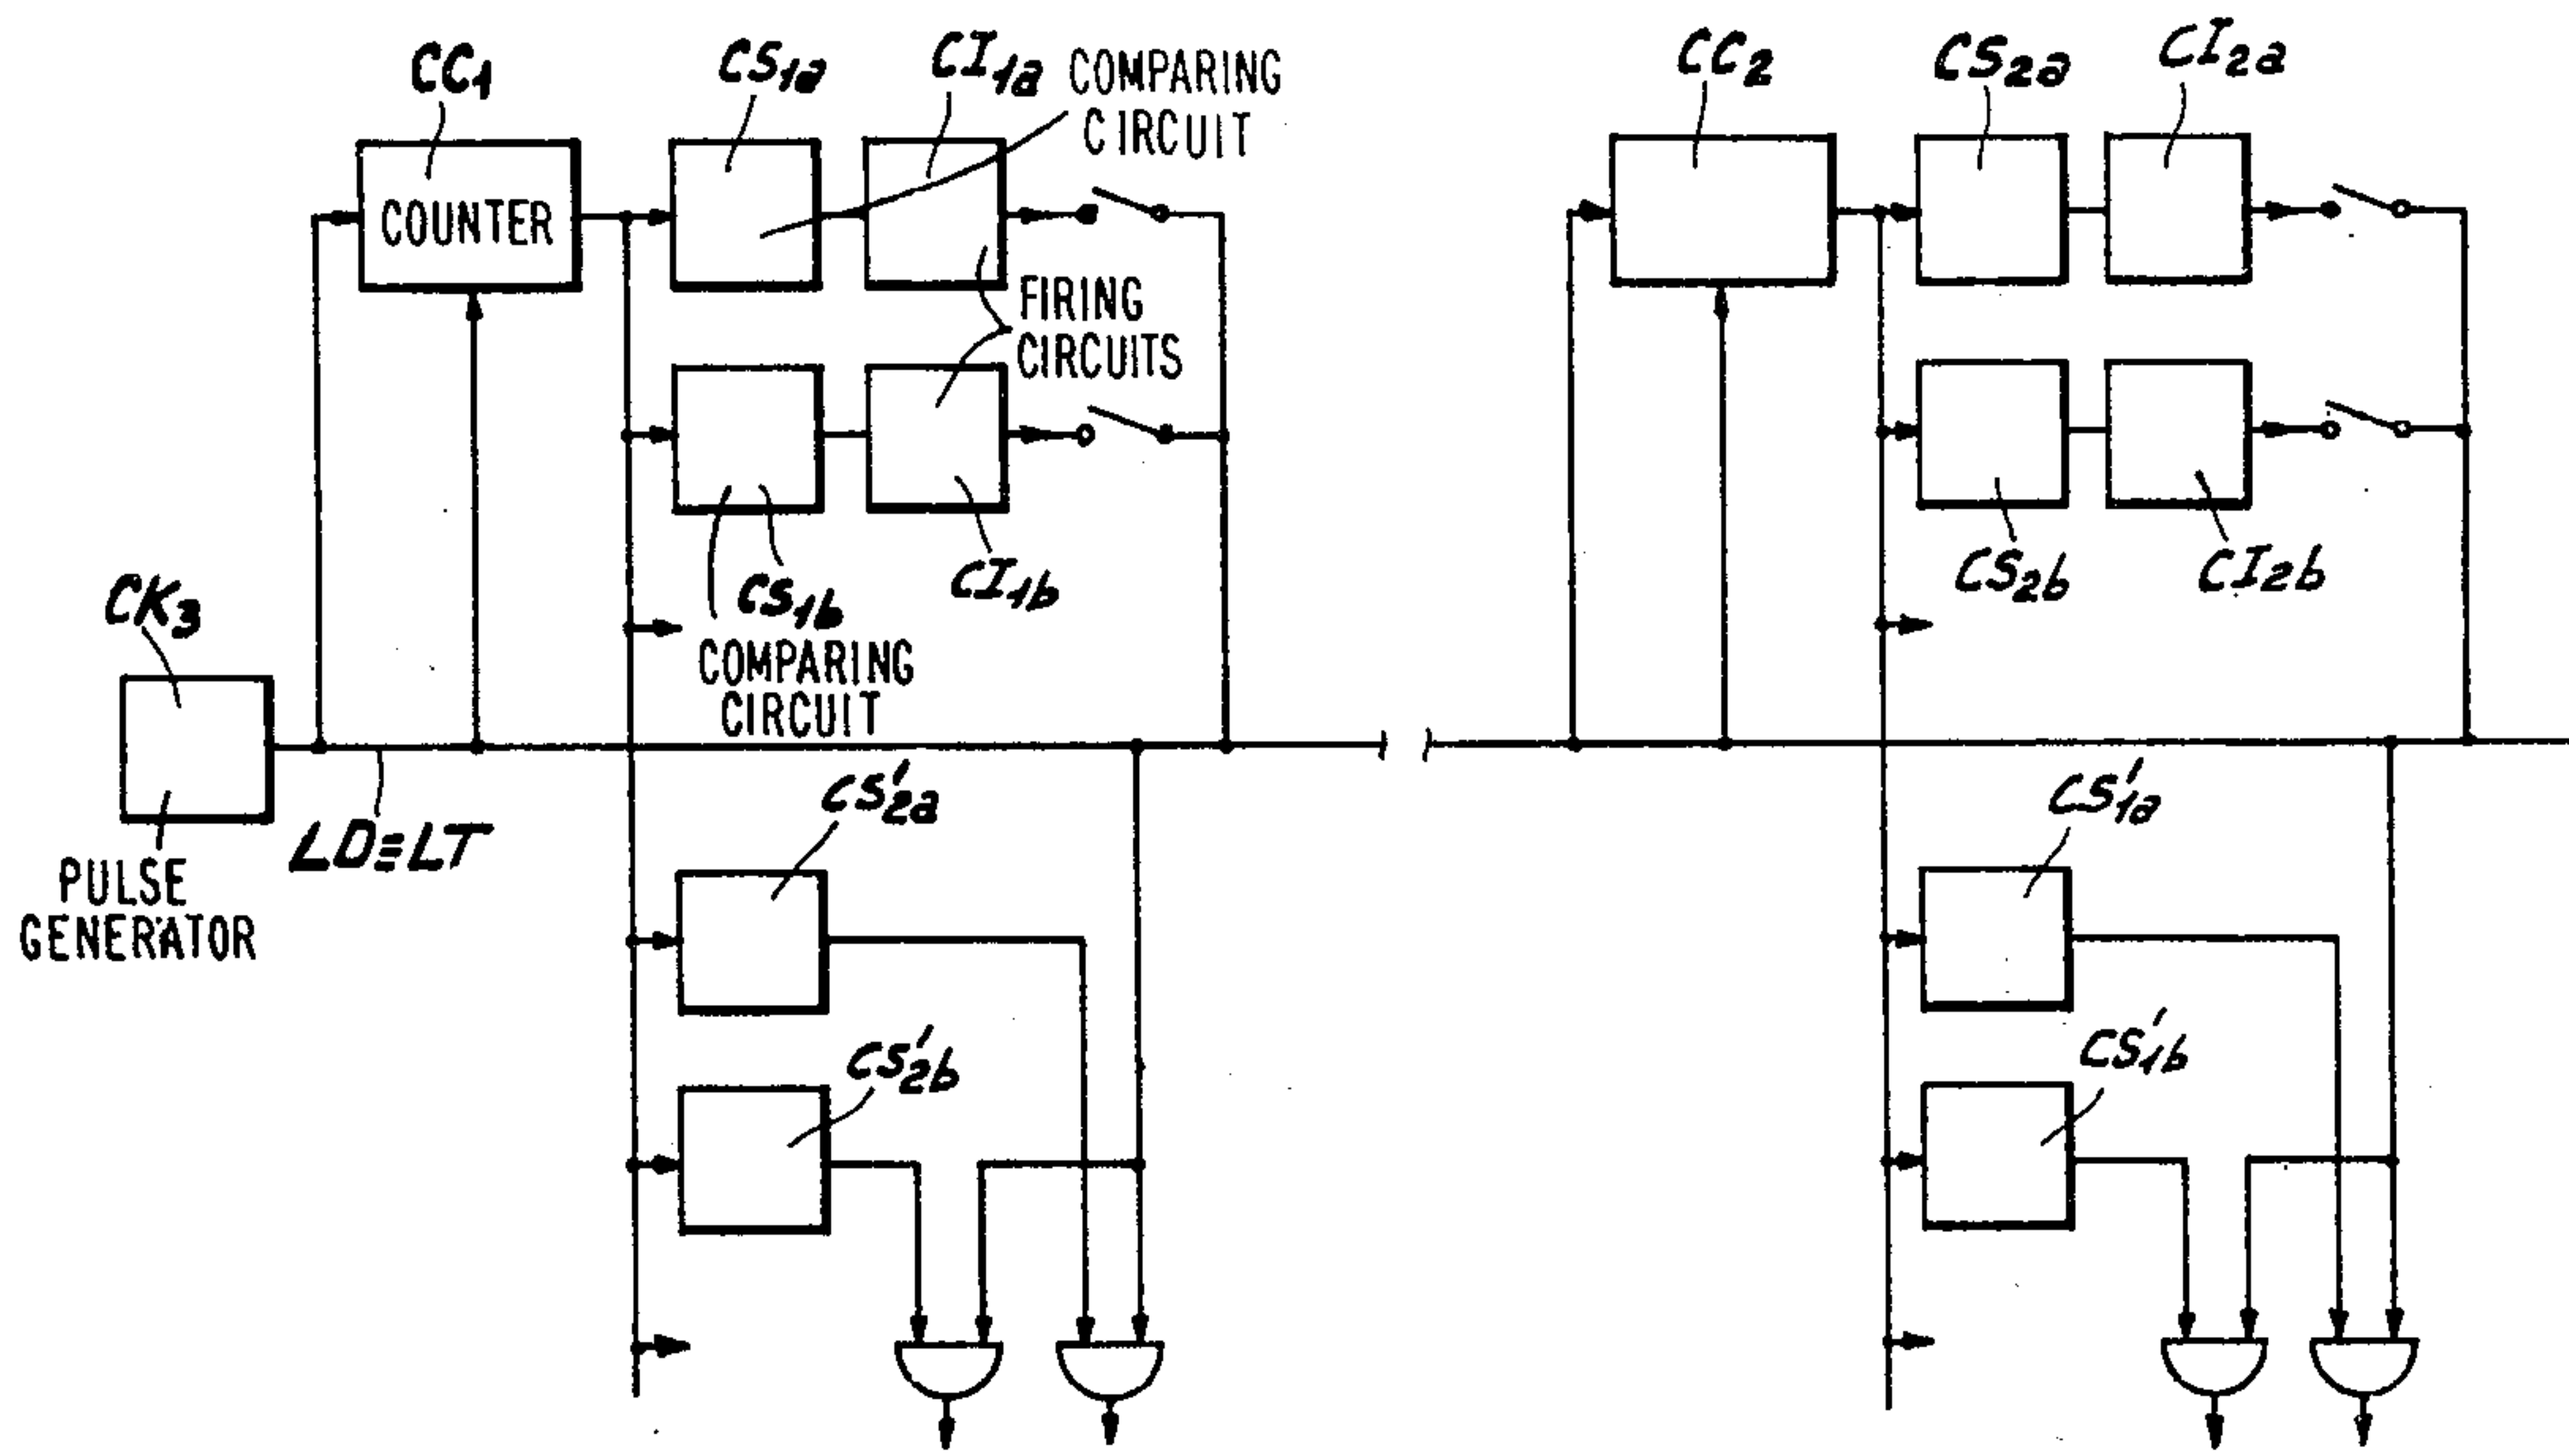 CC1
CS1a
CI1a
COMPARING
CIRCUIT
CC2
CS2a
CI2a
COUNTER
FIRING
CIRCUITS
CS1b
CI1b
CS2b
CI2b
COMPARING
CIRCUIT
CK3
PULSE
GENERATOR
LD≡LT
CS'2a
CS'1a
CS'2b
CS'1b